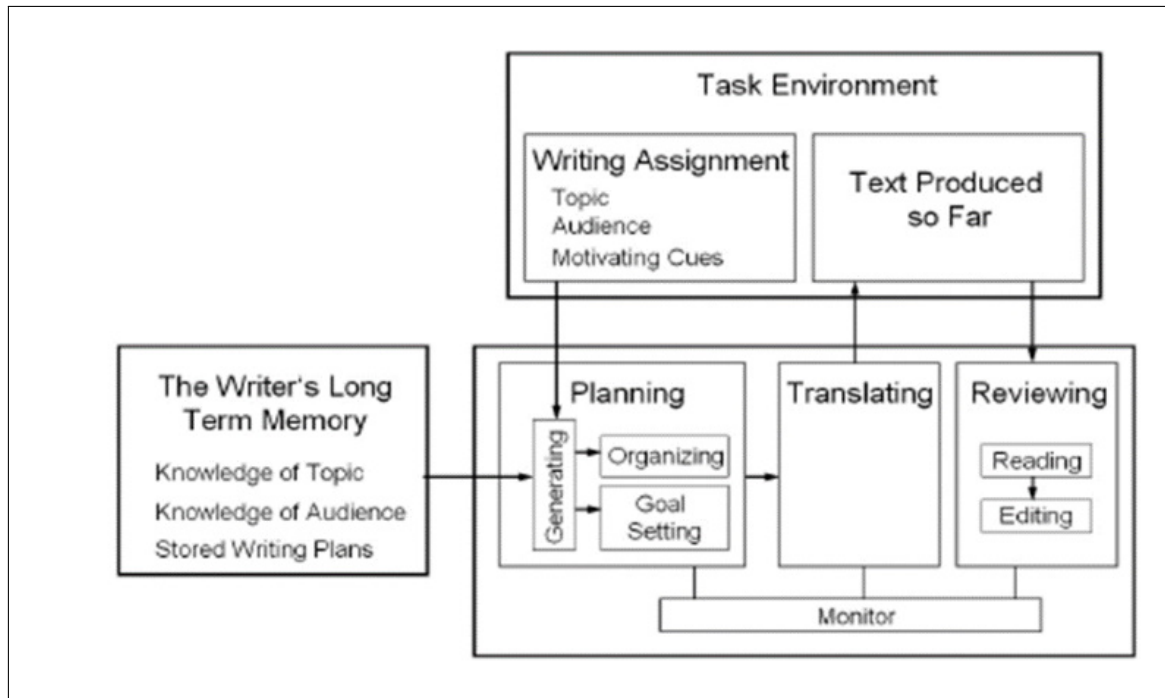 Task Environment
Writing Assignment
Topic
Audience
Motivating Cues
Text Produced
so Far
The Writer's Long
Term Memory
Knowledge of Topic
Knowledge of Audience
Stored Writing Plans
Planning
Generating
Organizing
Goal
Setting
Translating
Reviewing
Reading
Editing
Monitor